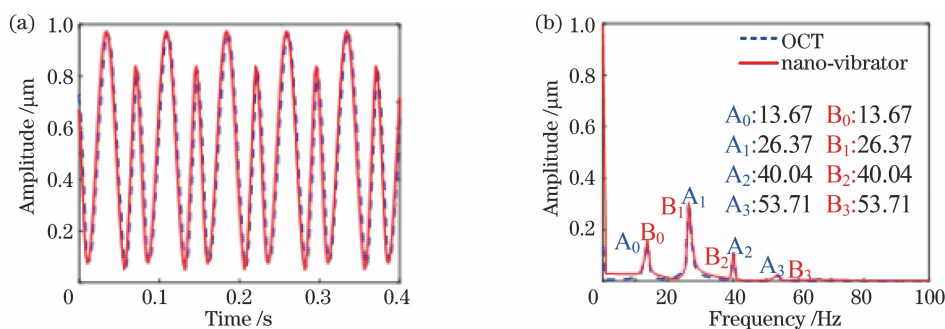 (a)
Amplitude /μm
1.0
0.8
0.6
0.4
0.2
0
0.1
0.2
0.3
0.4
Time /s
(b)
Amplitude /μm
1.0
0.8
0.6
0.4
0.2
OCT
nano-vibrator
A₀:13.67 B₀:13.67
A₁:26.37 B₁:26.37
A₂:40.04 B₂:40.04
A₃:53.71 B₃:53.71
A₀ B₀
B₁ A₁
B₂ A₂
A₃ B₃
0 20 40 60 80 100
Frequency /Hz